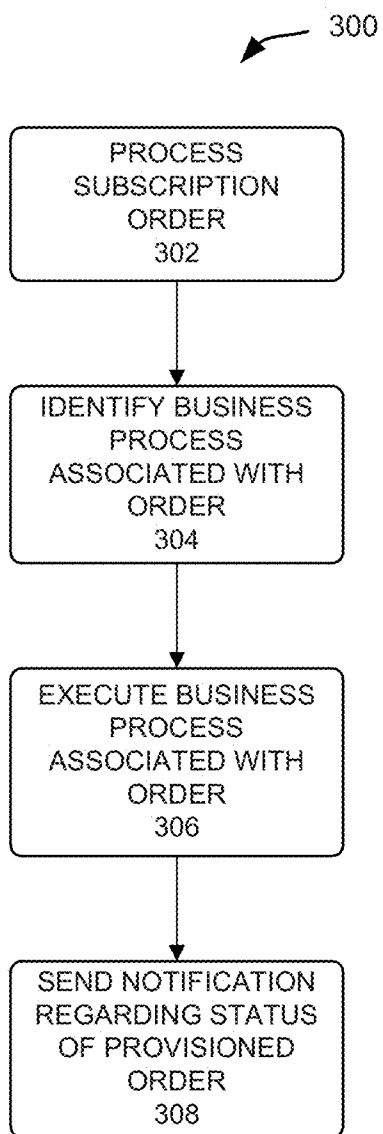 300
PROCESS
SUBSCRIPTION
ORDER
302
IDENTIFY BUSINESS
PROCESS
ASSOCIATED WITH
ORDER
304
EXECUTE BUSINESS
PROCESS
ASSOCIATED WITH
ORDER
306
SEND NOTIFICATION
REGARDING STATUS
OF PROVISIONED
ORDER
308